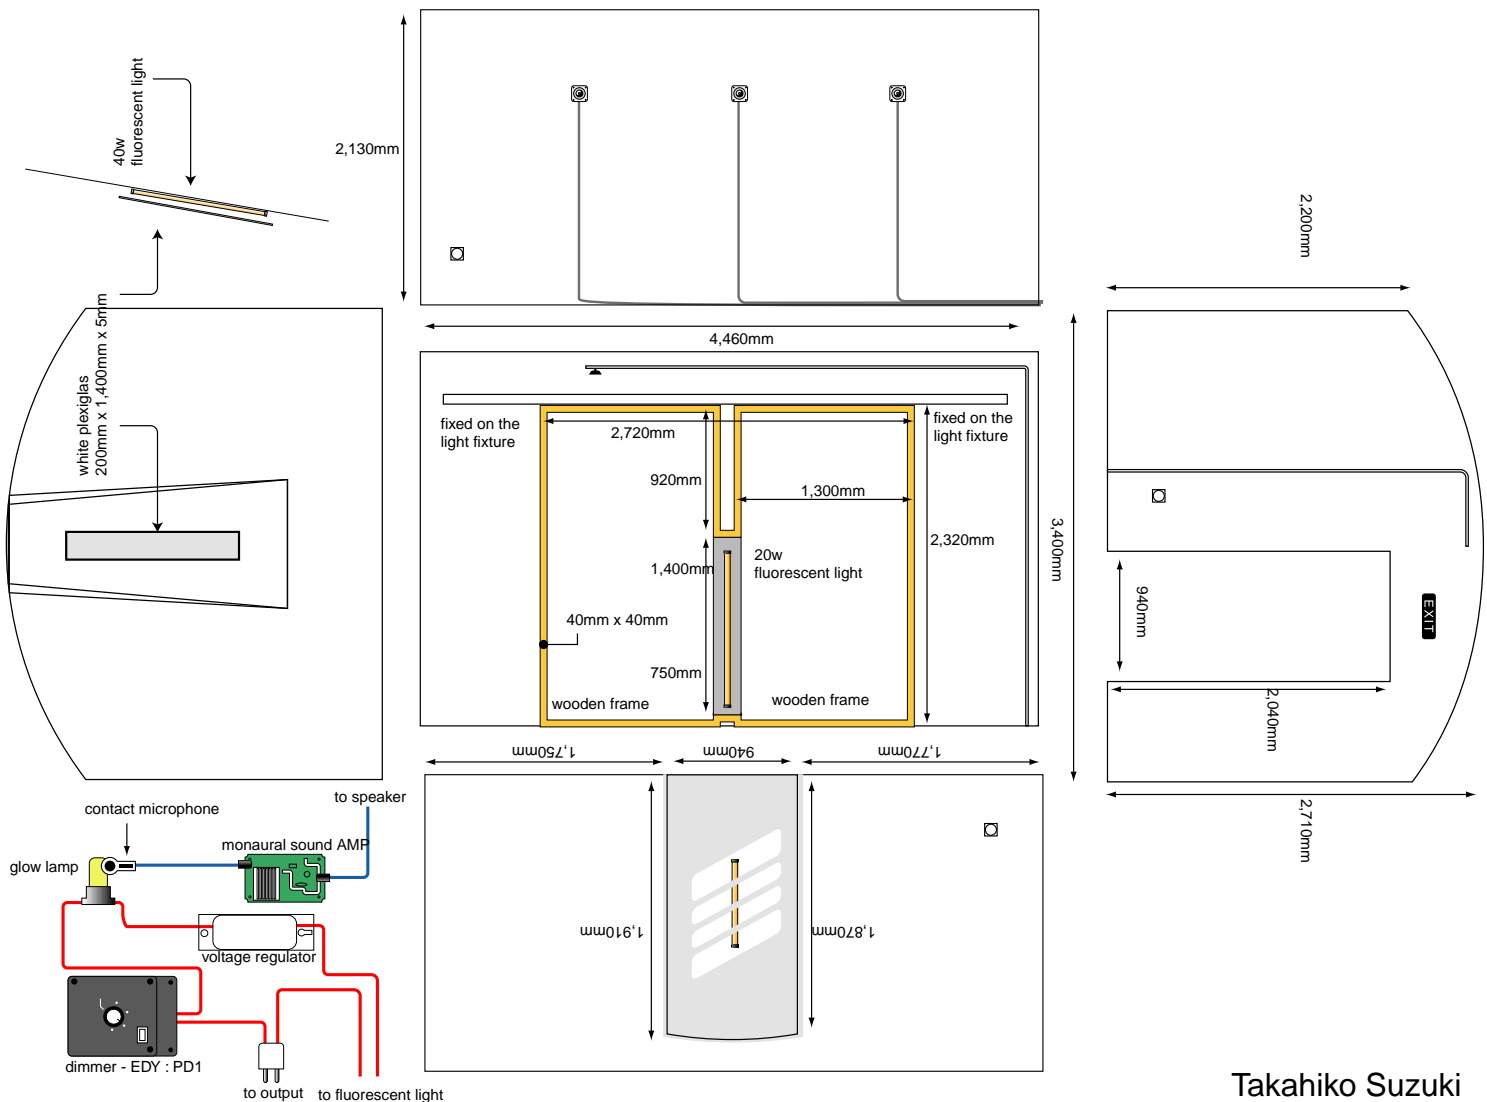 40w
fluorescent light
2,130mm
4,460mm
2,200mm
white plexiglas
200mm x 1,400mm x 5mm
fixed on the
light fixture
2,720mm
fixed on the
light fixture
920mm
1,300mm
2,320mm
1,400mm
20w
fluorescent light
40mm x 40mm
750mm
wooden frame
wooden frame
3,400mm
940mm
EXIT
2,040mm
2,710mm
1,750mm
940mm
1,770mm
1,910mm
1,870mm
to speaker
contact microphone
monaural sound AMP
glow lamp
voltage regulator
dimmer - EDY : PD1
to output
to fluorescent light
Takahiko Suzuki